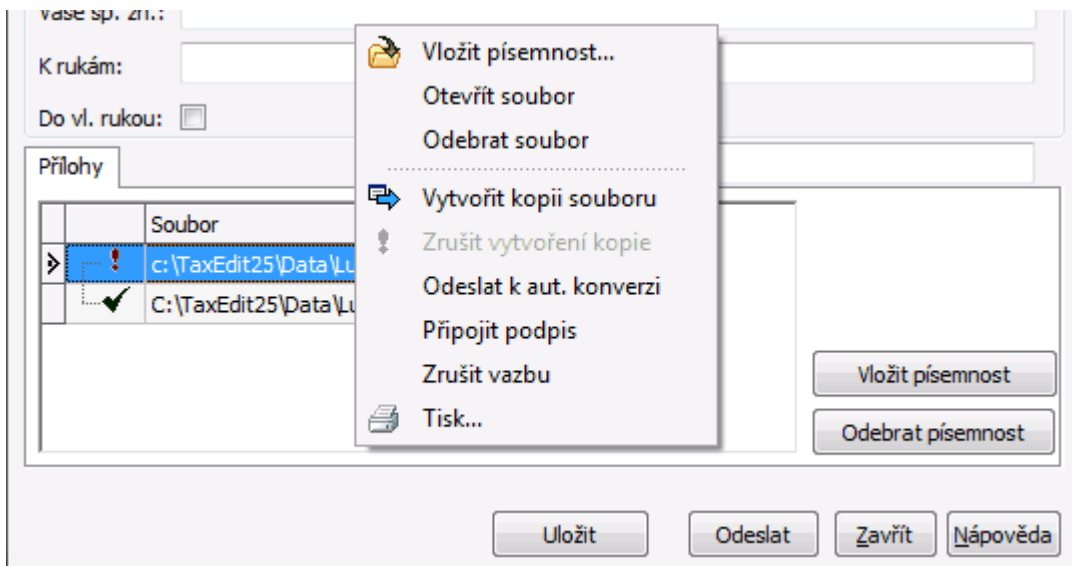 Vaše sp. zn.:
K rukám:
Do vl. rukou:
Přílohy
Soubor
c:\TaxEdit25\Data\Lu
C:\TaxEdit25\Data\Lu
Vložit písemnost...
Otevřít soubor
Odebrat soubor
Vytvořit kopii souboru
Zrušit vytvoření kopie
Odeslat k aut. konverzi
Připojit podpis
Zrušit vazbu
Tisk...
Vložit písemnost
Odebrat písemnost
Uložit
Odeslat
Zavřít
Nápověda